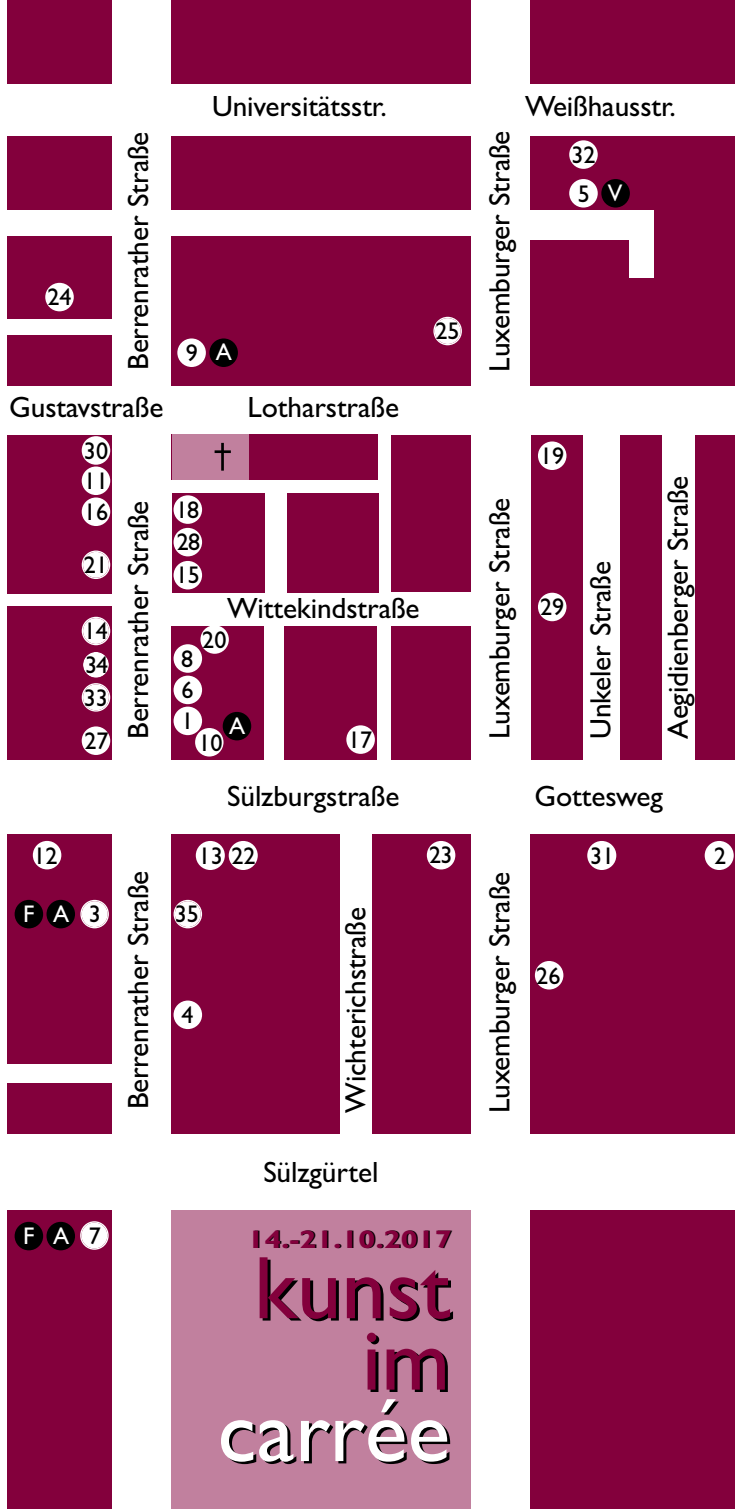 Universitätsstr.
Weißhausstr.
Berrenrather Straße
Luxemburger Straße
32
5 V
24
25
9 A
Gustavstraße
Lotharstraße
30
11
16
21
†
Berrenrather Straße
18
28
15
Luxemburger Straße
19
29
Unkeler Straße
Aegidienberger Straße
Wittekindstraße
14
34
33
27
20
8
6
1
A
10
17
Sülzburgstraße
Gottesweg
12
F A 3
Berrenrather Straße
13 22
35
4
Wichterichstraße
23
Luxemburger Straße
31
2
26
Sülzgürtel
F A 7
14.-21.10.2017
kunst
im
carrée